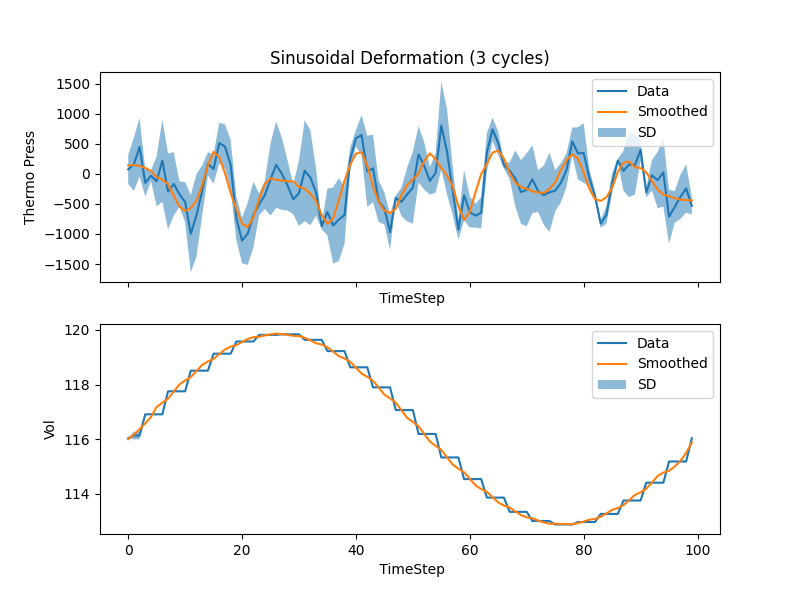 Sinusoidal Deformation (3 cycles)
1500
1000
500
0
−500
−1000
−1500
Thermo Press
Data
Smoothed
SD
TimeStep
120
118
116
114
Vol
Data
Smoothed
SD
0
20
40
60
80
100
TimeStep